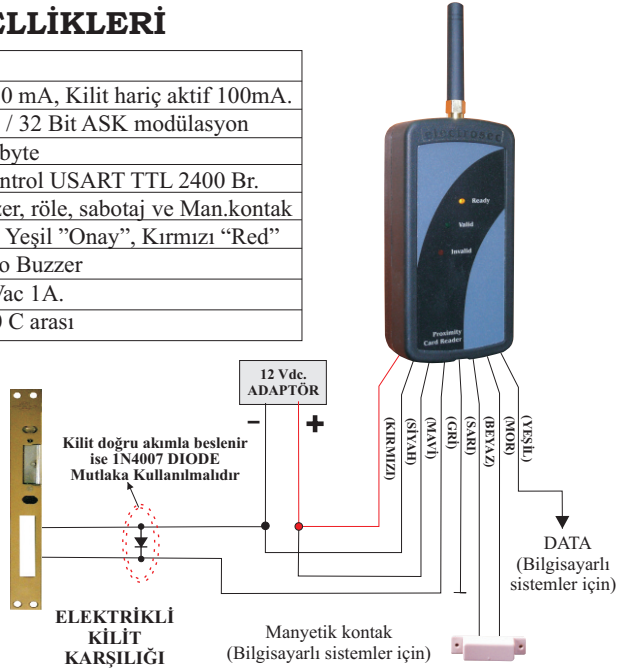 ELLİKLERİ
0 mA, Kilit hariç aktif 100mA.
/ 32 Bit ASK modülasyon
byte
ntrol USART TTL 2400 Br.
zer, röle, sabotaj ve Man.kontak
Yeşil ”Onay”, Kırmızı “Red”
o Buzzer
Vac 1A.
0 C arası
electrosec
Ready
Valid
Invalid
Proximity
Card Reader
12 Vdc.
ADAPTÖR
– +
(KIRMIZI)
(SİYAH)
(MAVİ)
(GRİ)
(SARI)
(BEYAZ)
(MOR)
(YEŞİL)
Kilit doğru akımla beslenir
ise 1N4007 DIODE
Mutlaka Kullanılmalıdır
DATA
(Bilgisayarlı
sistemler için)
ELEKTRİKLİ
KİLİT
KARŞILIĞI
Manyetik kontak
(Bilgisayarlı sistemler için)